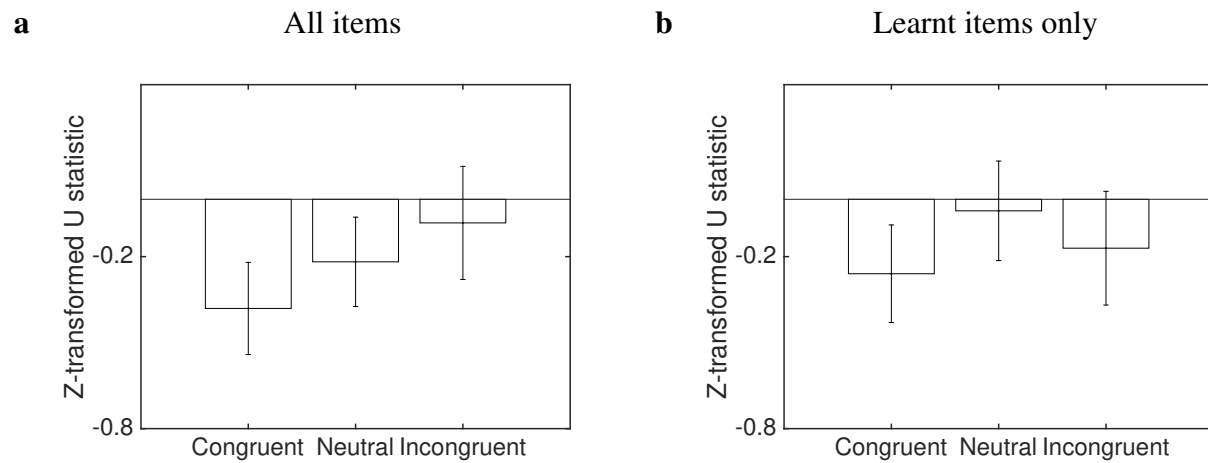 a
All items
Z-transformed U statistic
-0.2
-0.8
Congruent Neutral Incongruent
b
Learnt items only
Z-transformed U statistic
-0.2
-0.8
Congruent Neutral Incongruent